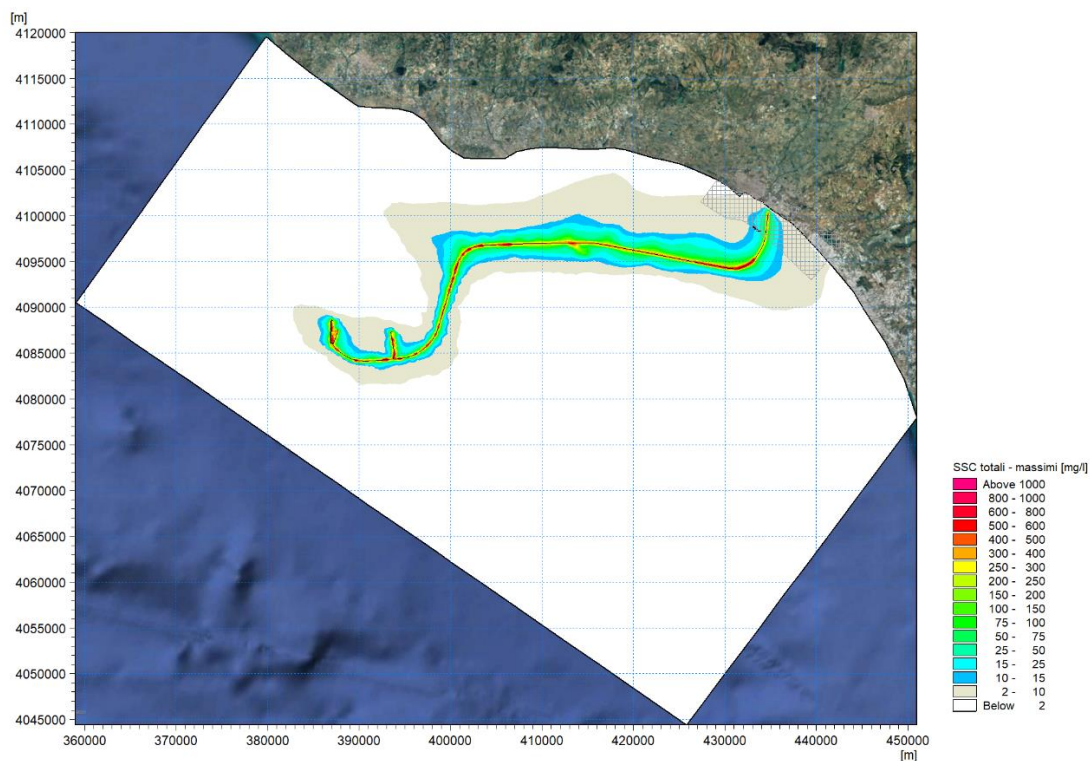 [m]
4120000
4115000
4110000
4105000
4100000
4095000
4090000
4085000
4080000
4075000
4070000
4065000
4060000
4055000
4050000
4045000
360000 370000 380000 390000 400000 410000 420000 430000 440000 450000
[m]
SSC totali - massimi [mg/l]
Above 1000
800 - 1000
600 - 800
500 - 600
400 - 500
300 - 400
250 - 300
200 - 250
150 - 200
100 - 150
75 - 100
50 - 75
25 - 50
15 - 25
10 - 15
2 - 10
Below 2